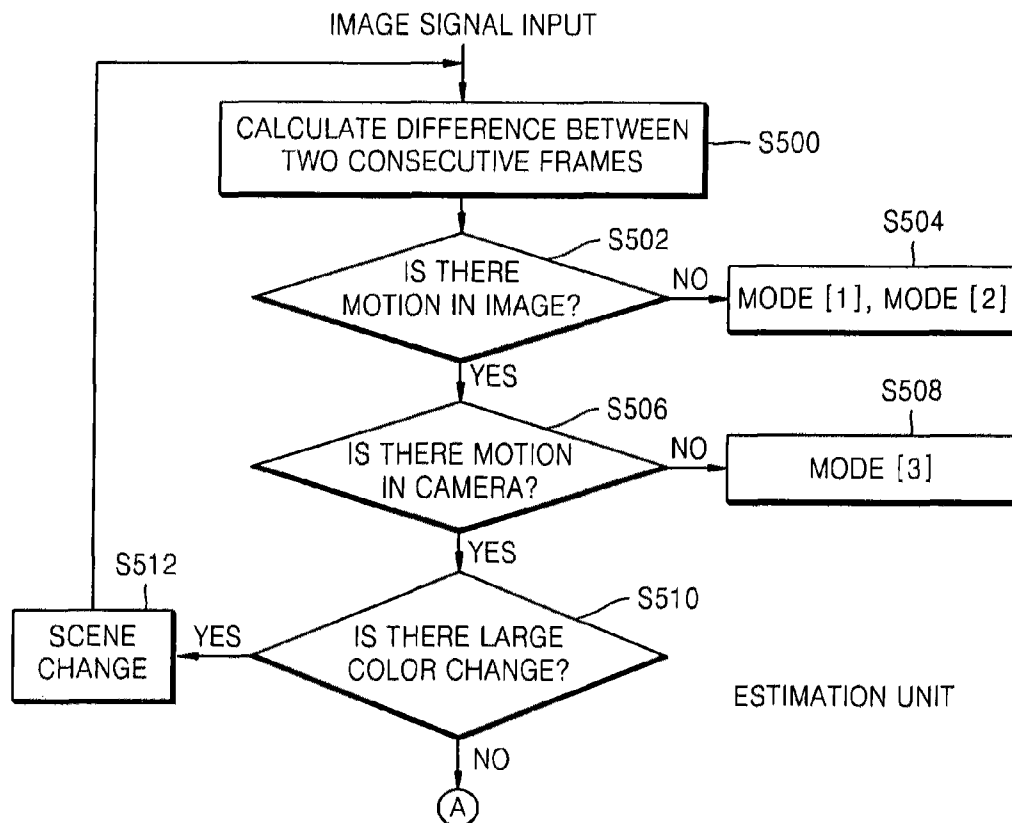 IMAGE SIGNAL INPUT
CALCULATE DIFFERENCE BETWEEN
TWO CONSECUTIVE FRAMES
S500
S502
IS THERE
MOTION IN IMAGE?
NO
S504
MODE [1], MODE [2]
YES
S506
IS THERE MOTION
IN CAMERA?
NO
S508
MODE [3]
YES
S510
IS THERE LARGE
COLOR CHANGE?
YES
S512
SCENE
CHANGE
ESTIMATION UNIT
NO
A